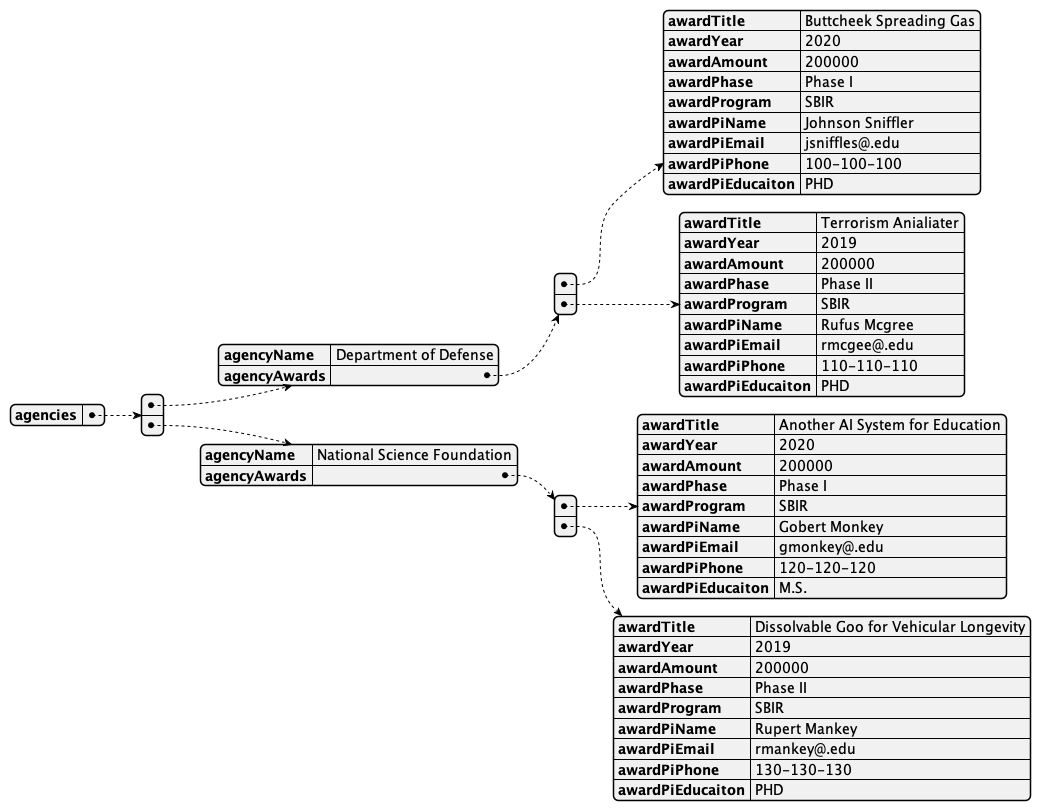 agencies
agencyName Department of Defense
agencyAwards
awardTitle Buttcheek Spreading Gas
awardYear 2020
awardAmount 200000
awardPhase Phase I
awardProgram SBIR
awardPiName Johnson Sniffler
awardPiEmail jsniffles@.edu
awardPiPhone 100-100-100
awardPiEducaiton PHD
awardTitle Terrorism Anialiater
awardYear 2019
awardAmount 200000
awardPhase Phase II
awardProgram SBIR
awardPiName Rufus Mcgree
awardPiEmail rmcgee@.edu
awardPiPhone 110-110-110
awardPiEducaiton PHD
agencyName National Science Foundation
agencyAwards
awardTitle Another AI System for Education
awardYear 2020
awardAmount 200000
awardPhase Phase I
awardProgram SBIR
awardPiName Gobert Monkey
awardPiEmail gmonkey@.edu
awardPiPhone 120-120-120
awardPiEducaiton M.S.
awardTitle Dissolvable Goo for Vehicular Longevity
awardYear 2019
awardAmount 200000
awardPhase Phase II
awardProgram SBIR
awardPiName Rupert Mankey
awardPiEmail rmankey@.edu
awardPiPhone 130-130-130
awardPiEducaiton PHD